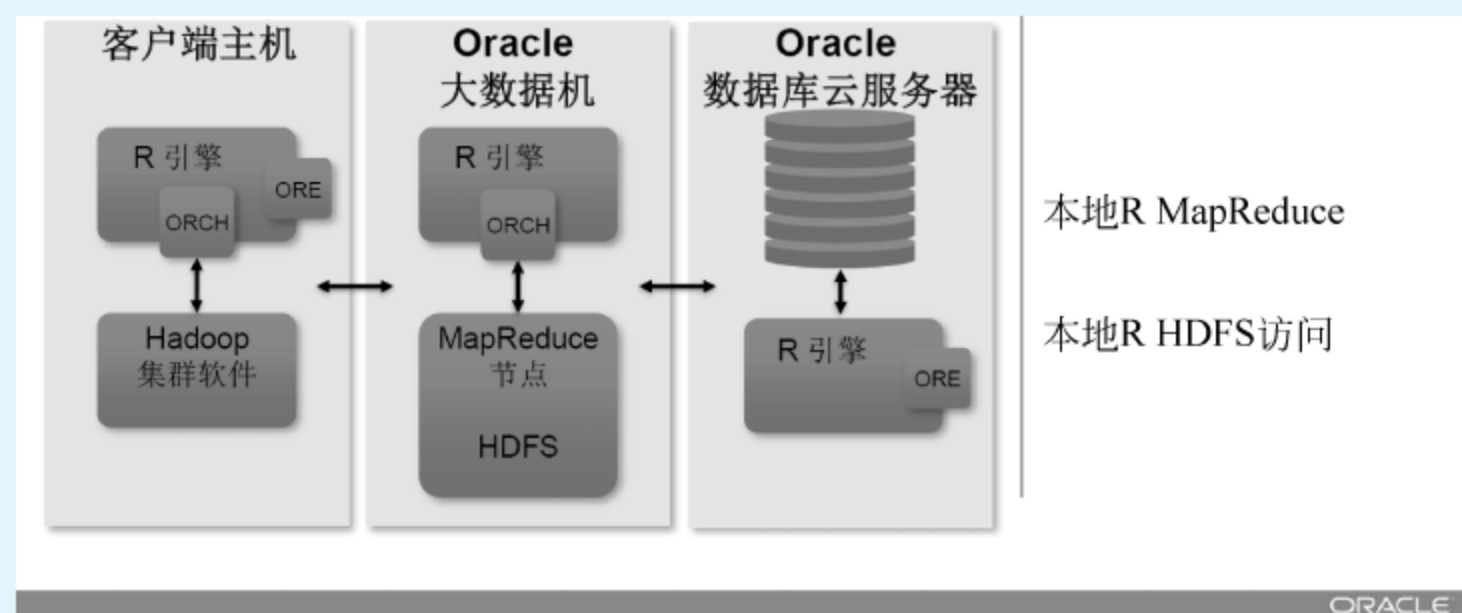 客户端主机
R 引擎
ORE
ORCH
Hadoop
集群软件
Oracle
大数据机
R 引擎
ORCH
MapReduce
节点
HDFS
Oracle
数据库云服务器
R 引擎
ORE
本地R MapReduce
本地R HDFS访问
ORACLE